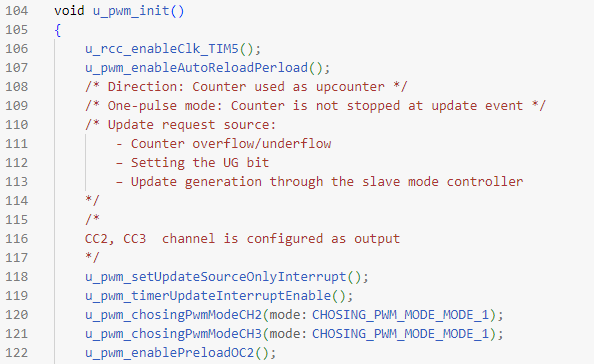 104 void u_pwm_init()
105 {
106 u_rcc_enableClk_TIM5();
107 u_pwm_enableAutoReloadPerload();
108 /* Direction: Counter used as upcounter */
109 /* One-pulse mode: Counter is not stopped at update event */
110 /* Update request source:
111 - Counter overflow/underflow
112 – Setting the UG bit
113 – Update generation through the slave mode controller
114 */
115 /*
116 CC2, CC3  channel is configured as output
117 */
118 u_pwm_setUpdateSourceOnlyInterrupt();
119 u_pwm_timerUpdateInterruptEnable();
120 u_pwm_chosingPwmModeCH2(mode: CHOSING_PWM_MODE_MODE_1);
121 u_pwm_chosingPwmModeCH3(mode: CHOSING_PWM_MODE_MODE_1);
122 u_pwm_enablePreloadOC2();